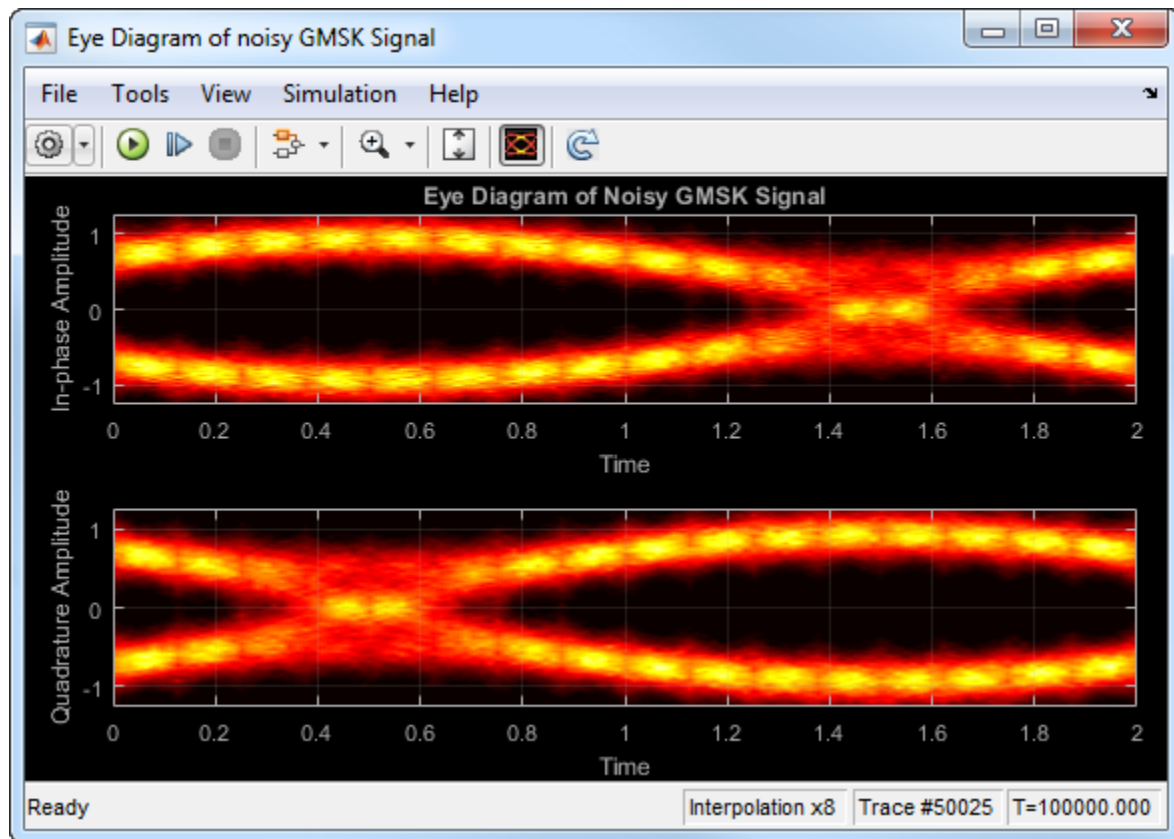 Eye Diagram of noisy GMSK Signal
File Tools View Simulation Help
Eye Diagram of Noisy GMSK Signal
In-phase Amplitude
1
0
-1
0 0.2 0.4 0.6 0.8 1 1.2 1.4 1.6 1.8 2
Time
Quadrature Amplitude
1
0
-1
0 0.2 0.4 0.6 0.8 1 1.2 1.4 1.6 1.8 2
Time
Ready Interpolation x8 Trace #50025 T=100000.000